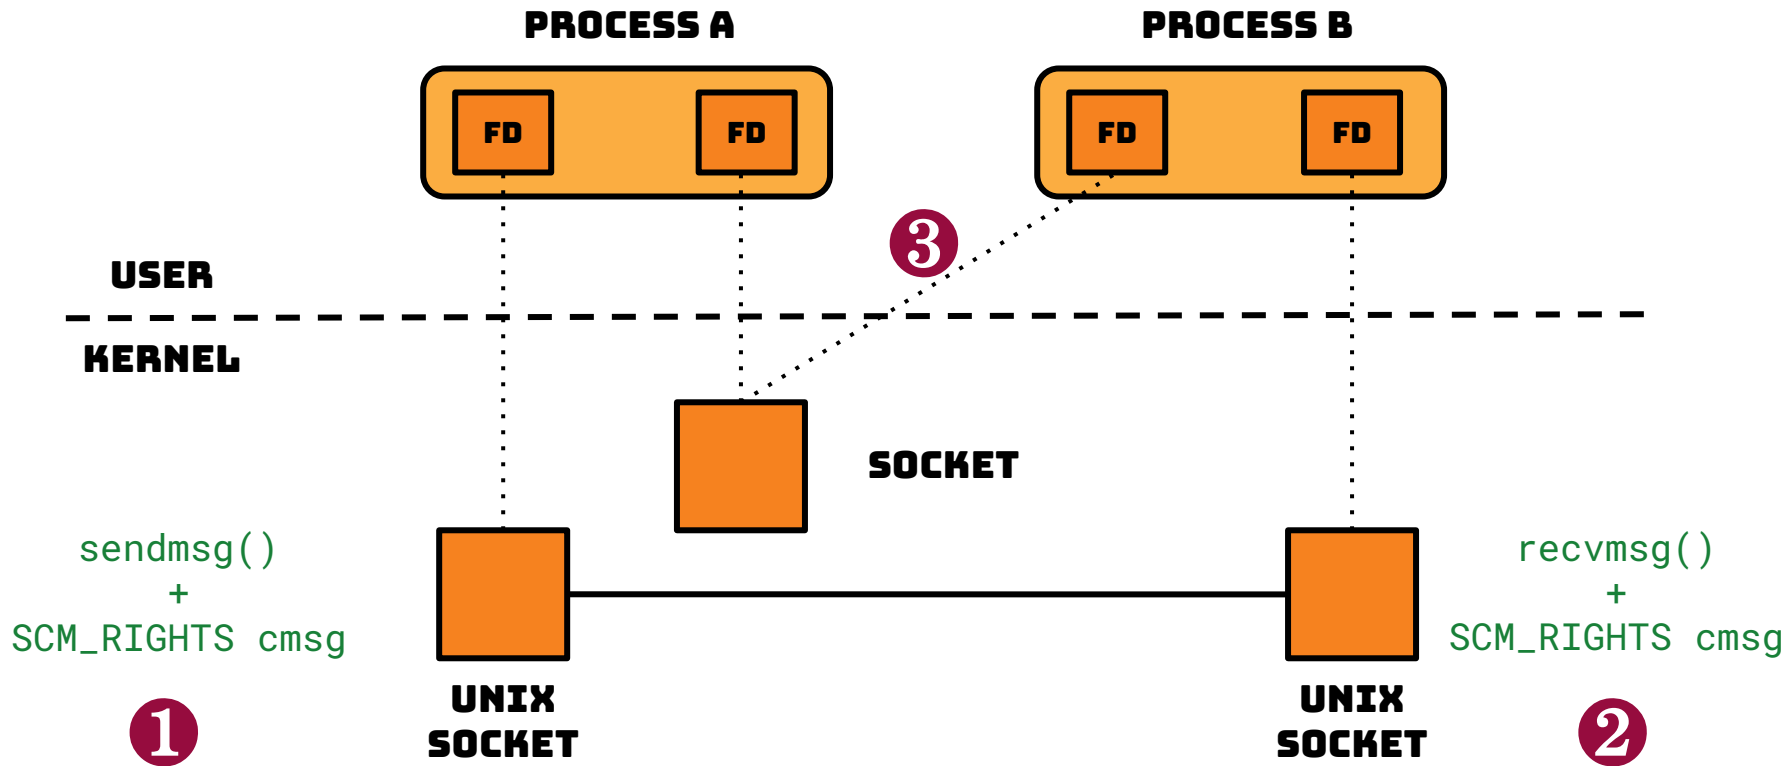 PROCESS A
PROCESS B
FD
FD
FD
FD
3
USER
KERNEL
SOCKET
sendmsg()
+
SCM_RIGHTS cmsg
recvmsg()
+
SCM_RIGHTS cmsg
1
UNIX
SOCKET
UNIX
SOCKET
2